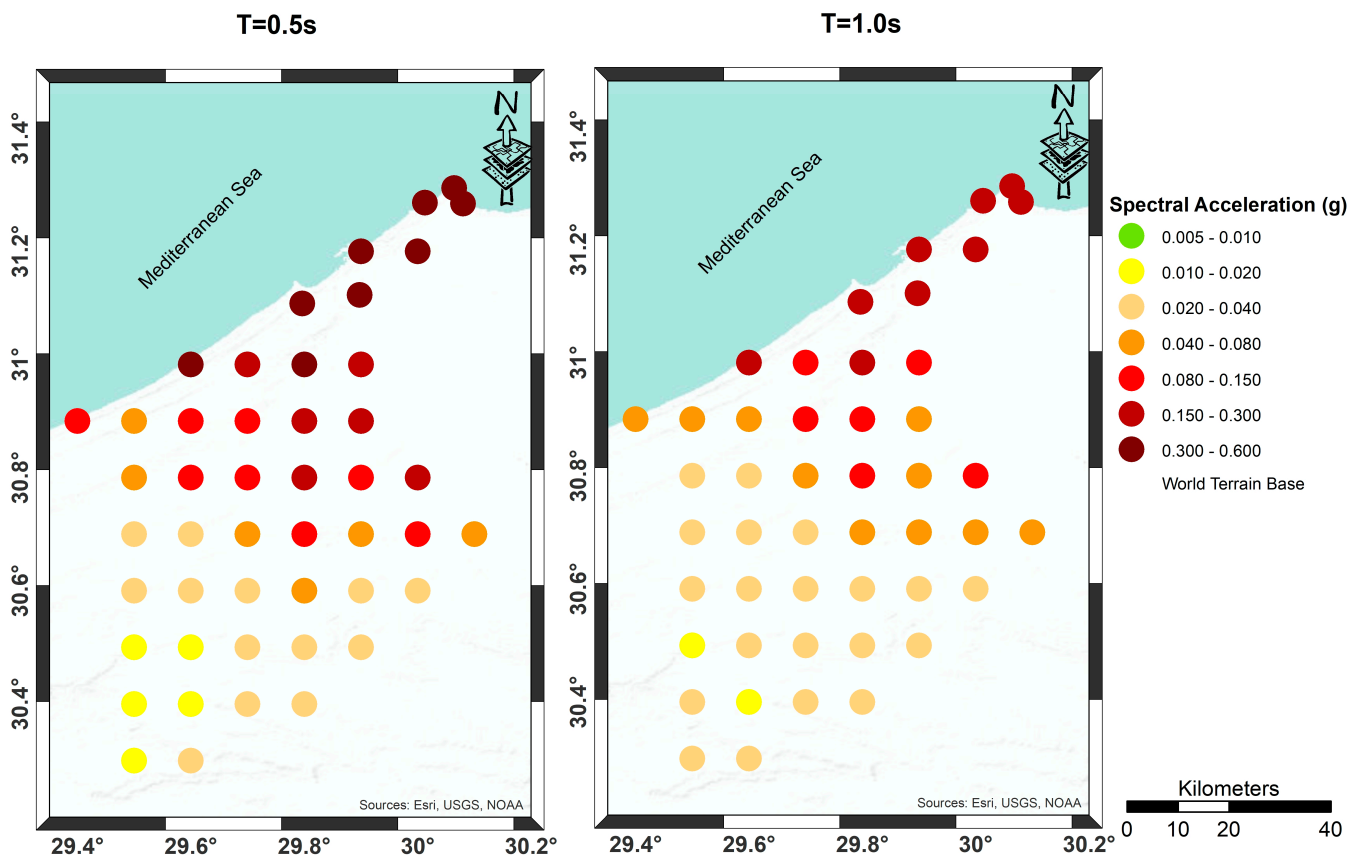 T=0.5s
T=1.0s
N
N
31.4°
31.2°
31°
30.8°
30.6°
30.4°
Mediterranean Sea
Sources: Esri, USGS, NOAA
29.4°
29.6°
29.8°
30°
30.2°
31.4°
31.2°
31°
30.8°
30.6°
30.4°
Mediterranean Sea
Sources: Esri, USGS, NOAA
29.4°
29.6°
29.8°
30°
30.2°
Spectral Acceleration (g)
0.005 - 0.010
0.010 - 0.020
0.020 - 0.040
0.040 - 0.080
0.080 - 0.150
0.150 - 0.300
0.300 - 0.600
World Terrain Base
Kilometers
0 10 20 40